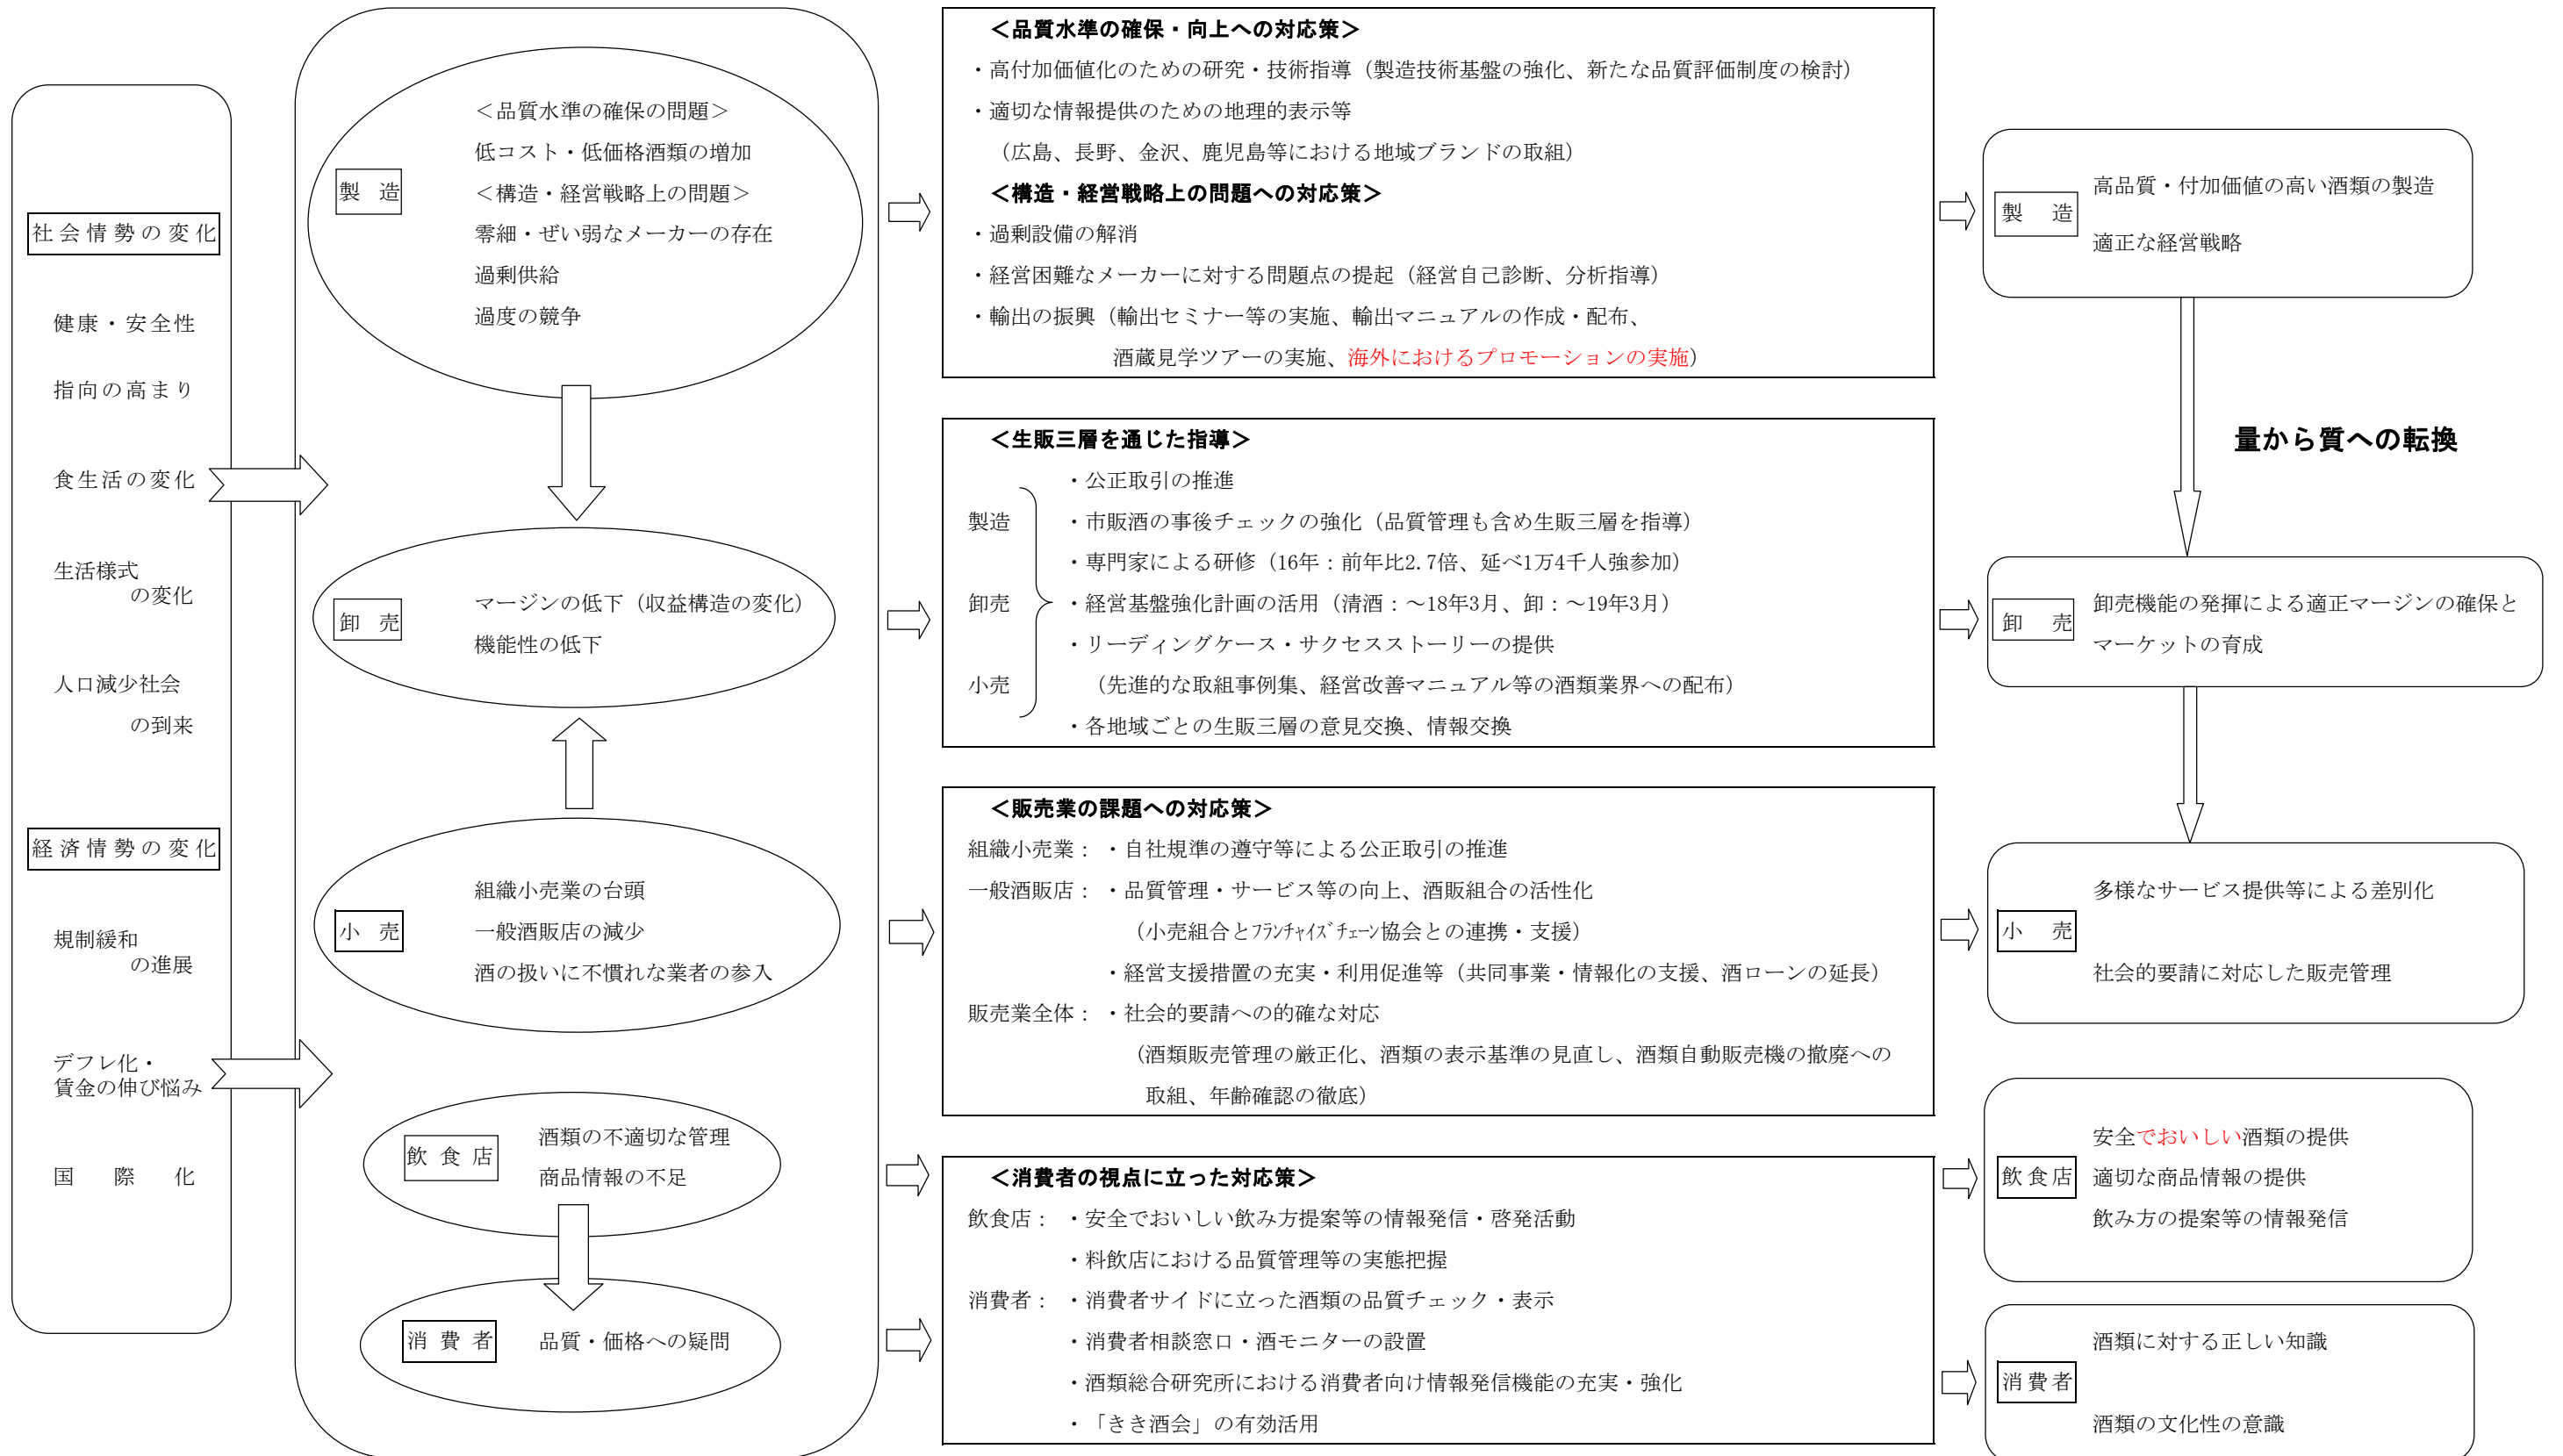 社会情勢の変化
健康・安全性
指向の高まり
食生活の変化
生活様式
の変化
人口減少社会
の到来
経済情勢の変化
規制緩和
の進展
デフレ化・
賃金の伸び悩み
国　際　化
製　造
＜品質水準の確保の問題＞
低コスト・低価格酒類の増加
＜構造・経営戦略上の問題＞
零細・ぜい弱なメーカーの存在
過剰供給
過度の競争
卸　売
マージンの低下（収益構造の変化）
機能性の低下
小　売
組織小売業の台頭
一般酒販店の減少
酒の扱いに不慣れな業者の参入
飲食店
酒類の不適切な管理
商品情報の不足
消費者
品質・価格への疑問
＜品質水準の確保・向上への対応策＞
・高付加価値化のための研究・技術指導（製造技術基盤の強化、新たな品質評価制度の検討）
・適切な情報提供のための地理的表示等
（広島、長野、金沢、鹿児島等における地域ブランドの取組）
＜構造・経営戦略上の問題への対応策＞
・過剰設備の解消
・経営困難なメーカーに対する問題点の提起（経営自己診断、分析指導）
・輸出の振興（輸出セミナー等の実施、輸出マニュアルの作成・配布、
酒蔵見学ツアーの実施、海外におけるプロモーションの実施）
＜生販三層を通じた指導＞
製造
卸売
小売
・公正取引の推進
・市販酒の事後チェックの強化（品質管理も含め生販三層を指導）
・専門家による研修（16年：前年比2.7倍、延べ1万4千人強参加）
・経営基盤強化計画の活用（清酒：～18年3月、卸：～19年3月）
・リーディングケース・サクセスストーリーの提供
（先進的な取組事例集、経営改善マニュアル等の酒類業界への配布）
・各地域ごとの生販三層の意見交換、情報交換
＜販売業の課題への対応策＞
組織小売業：・自社規準の遵守等による公正取引の推進
一般酒販店：・品質管理・サービス等の向上、酒販組合の活性化
（小売組合とﾌﾗﾝﾁｬｲｽﾞﾁｪｰﾝ協会との連携・支援）
・経営支援措置の充実・利用促進等（共同事業・情報化の支援、酒ローンの延長）
販売業全体：・社会的要請への的確な対応
（酒類販売管理の厳正化、酒類の表示基準の見直し、酒類自動販売機の撤廃への
取組、年齢確認の徹底）
＜消費者の視点に立った対応策＞
飲食店：・安全でおいしい飲み方提案等の情報発信・啓発活動
・料飲店における品質管理等の実態把握
消費者：・消費者サイドに立った酒類の品質チェック・表示
・消費者相談窓口・酒モニターの設置
・酒類総合研究所における消費者向け情報発信機能の充実・強化
・「きき酒会」の有効活用
製　造
高品質・付加価値の高い酒類の製造
適正な経営戦略
量から質への転換
卸　売
卸売機能の発揮による適正マージンの確保と
マーケットの育成
小　売
多様なサービス提供等による差別化
社会的要請に対応した販売管理
飲食店
安全でおいしい酒類の提供
適切な商品情報の提供
飲み方の提案等の情報発信
消費者
酒類に対する正しい知識
酒類の文化性の意識